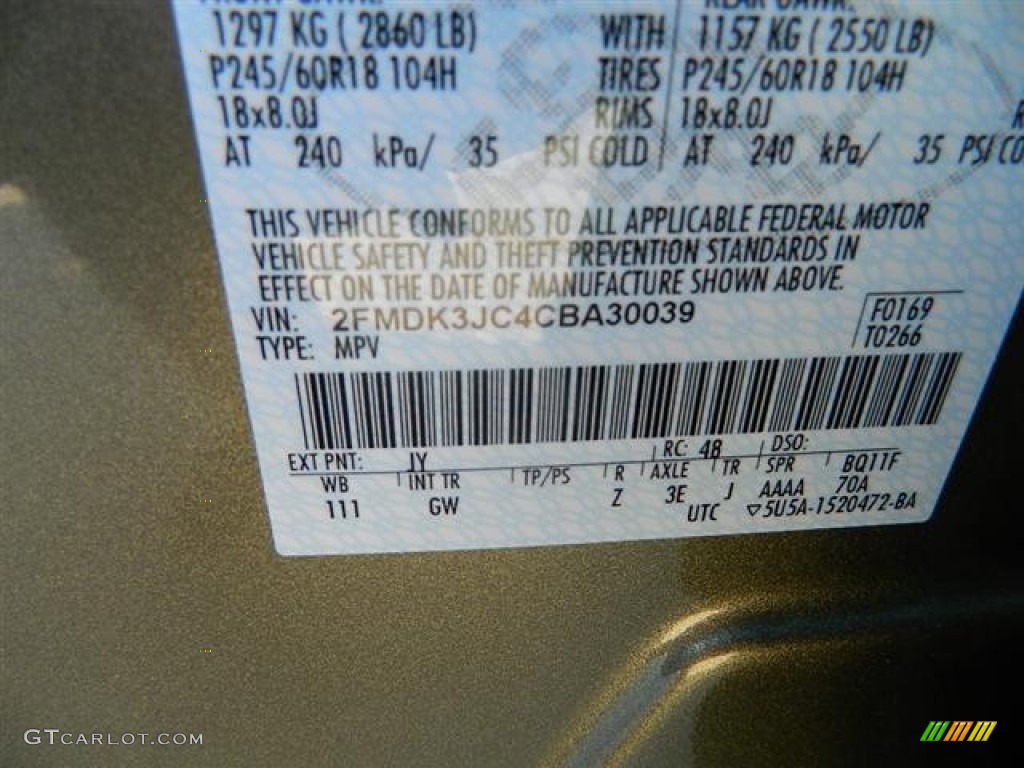 1297 KG ( 2860 LB) WITH 1157 KG ( 2550 LB)
P245/60R18 104H TIRES P245/60R18 104H
18x8.0J RIMS 18x8.0J
AT 240 kPa/ 35 PSI COLD AT 240 kPa/ 35 PSI CO
THIS VEHICLE CONFORMS TO ALL APPLICABLE FEDERAL MOTOR
VEHICLE SAFETY AND THEFT PREVENTION STANDARDS IN
EFFECT ON THE DATE OF MANUFACTURE SHOWN ABOVE.
VIN: 2FMDK3JC4CBA30039 F0169
TYPE: MPV T0266
EXT PNT: JY RC: 48 DSO:
WB INT TR TP/PS R AXLE TR SPR BQ11F
111 GW Z 3E J AAAA 70A
UTC ▽5U5A-1520472-BA
GTCARLOT.COM